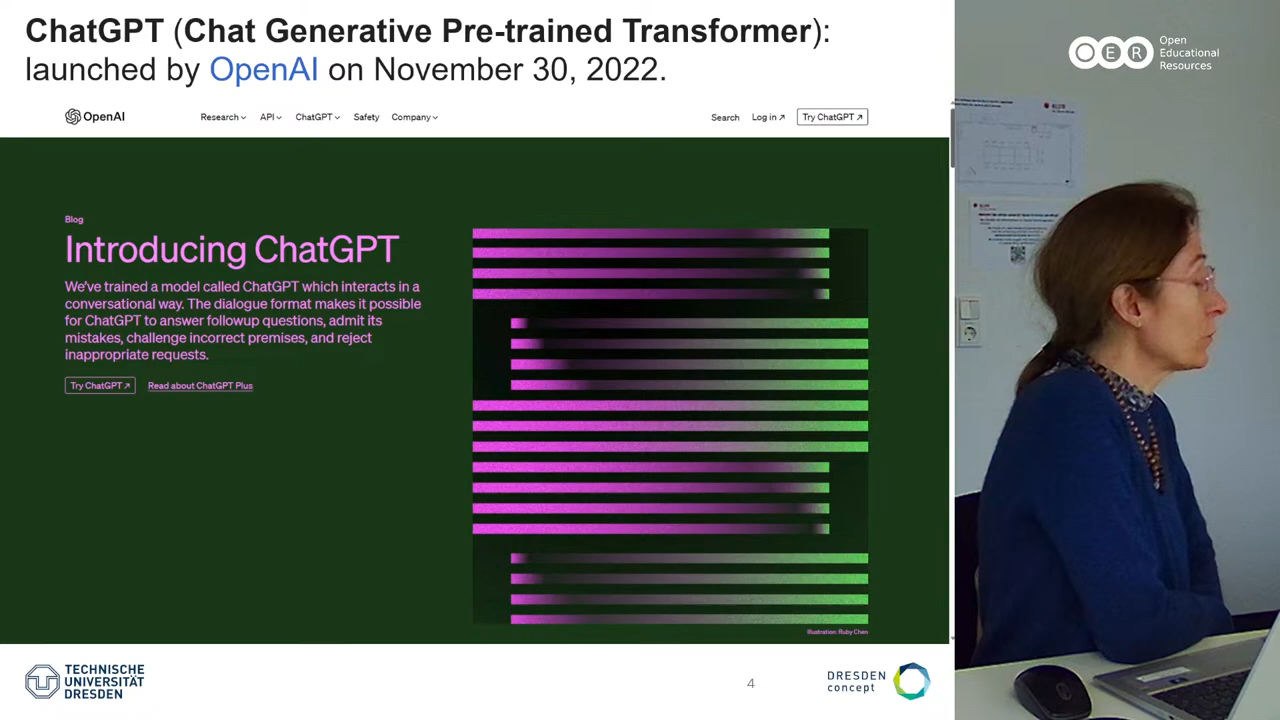 ChatGPT (Chat Generative Pre-trained Transformer):
launched by OpenAI on November 30, 2022.
OpenAI
Research
API
ChatGPT
Safety
Company
Search
Log in ↗
Try ChatGPT ↗
Blog
Introducing ChatGPT
We've trained a model called ChatGPT which interacts in a
conversational way. The dialogue format makes it possible
for ChatGPT to answer followup questions, admit its
mistakes, challenge incorrect premises, and reject
inappropriate requests.
Try ChatGPT ↗
Read about ChatGPT Plus
Illustration: Ruby Chen
TECHNISCHE
UNIVERSITÄT
DRESDEN
4
DRESDEN
concept
OER
Open
Educational
Resources